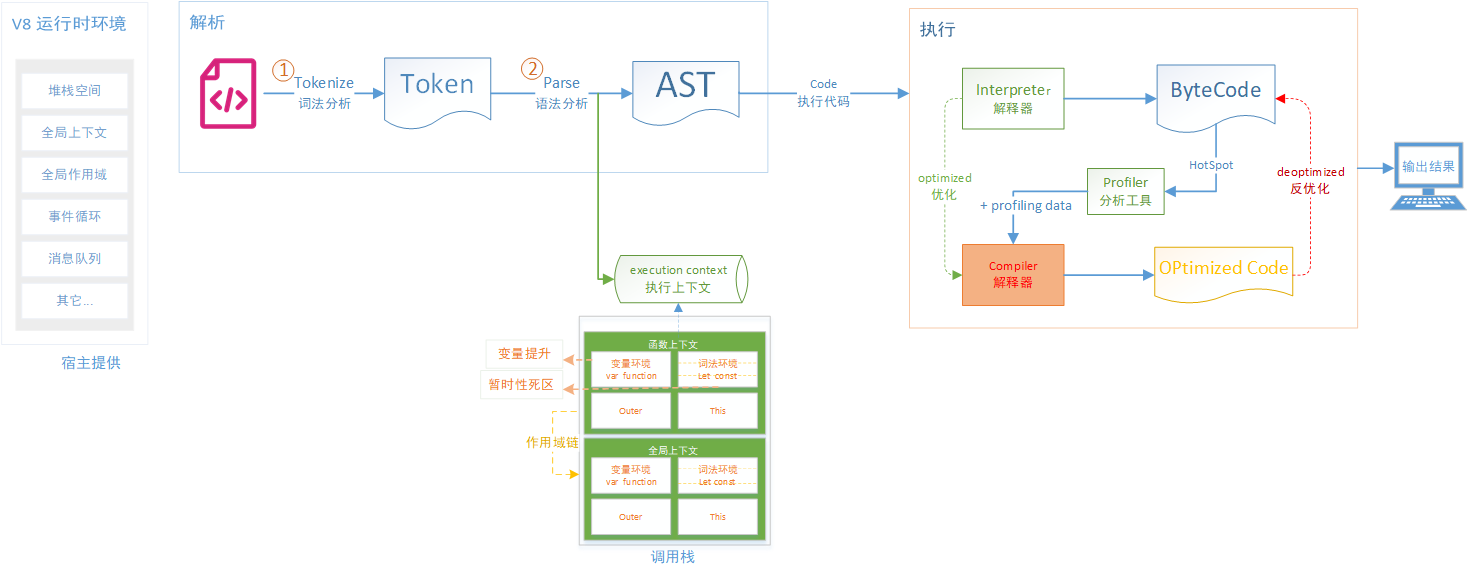 V8 运行时环境
堆栈空间
全局上下文
全局作用域
事件循环
消息队列
其它...
宿主提供
解析
</>
1
Tokenize
词法分析
Token
2
Parse
语法分析
AST
Code
执行代码
execution context
执行上下文
函数上下文
变量环境
var function
词法环境
Let const
Outer
This
变量提升
暂时性死区
作用域链
全局上下文
变量环境
var function
词法环境
Let const
Outer
This
调用栈
执行
Interpreter
解释器
ByteCode
HotSpot
optimized
优化
Profiler
分析工具
+ profiling data
deoptimized
反优化
Compiler
解释器
OPtimized Code
输出结果